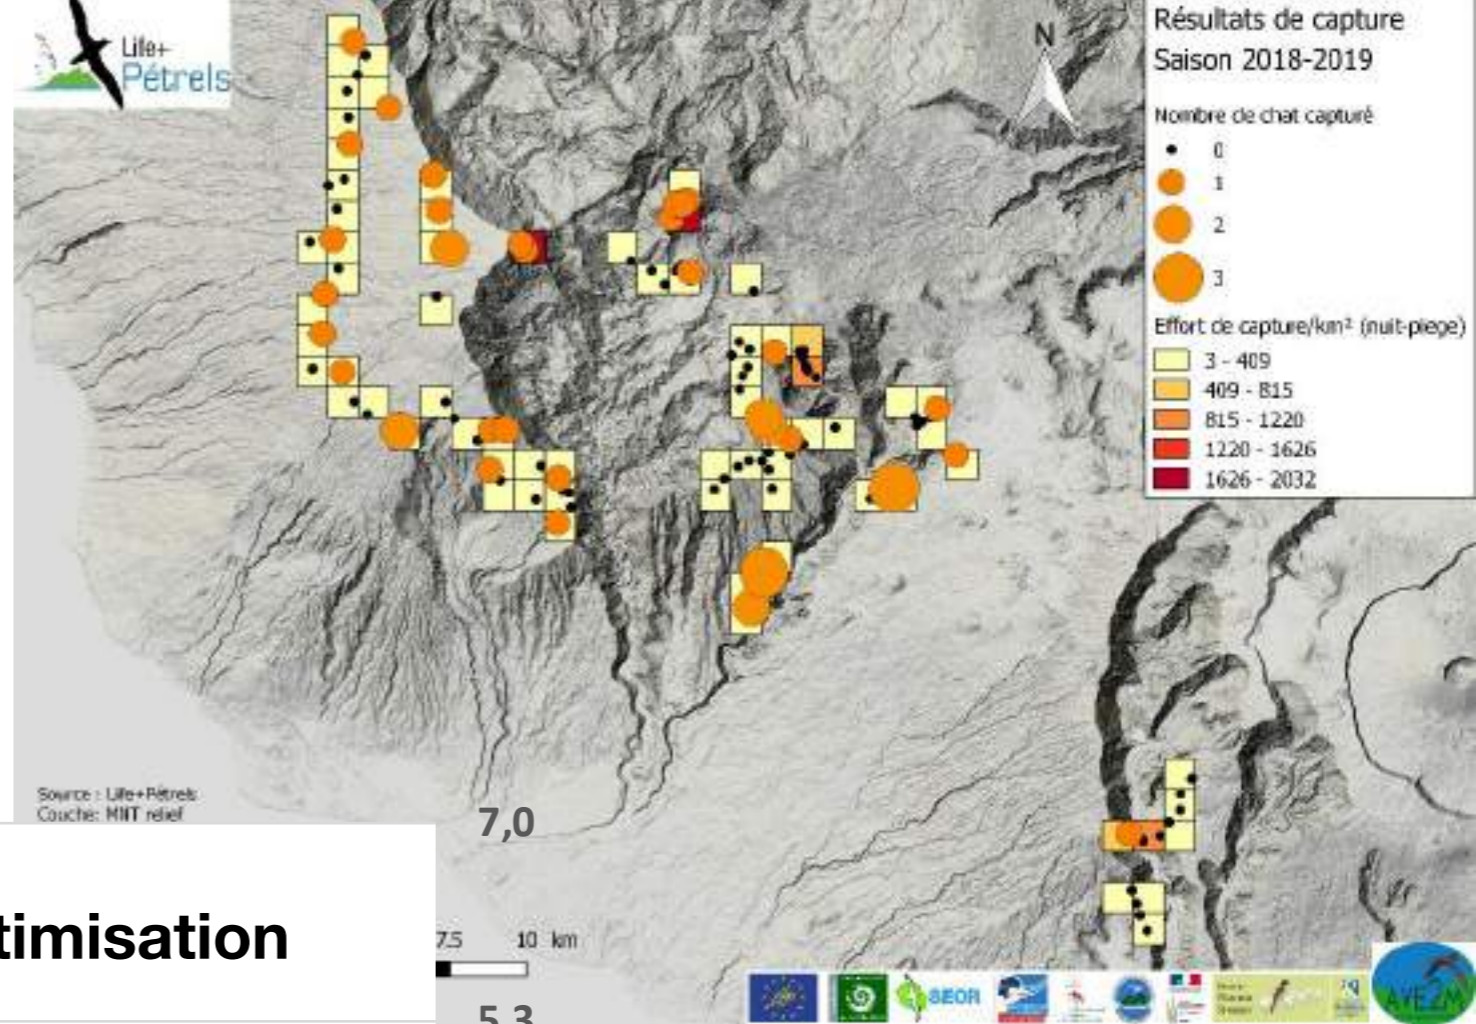 Life+
Pétrels
N
Résultats de capture
Saison 2018-2019
Nombre de chat capturé
0
1
2
3
Effort de capture/km² (nuit-piege)
3 - 409
409 - 815
815 - 1220
1220 - 1626
1626 - 2032
Source : Life+Pétrels
Couche: MNT relief
7,0
timisation
7.5 10 km
5,3
SEOR
AVE2M